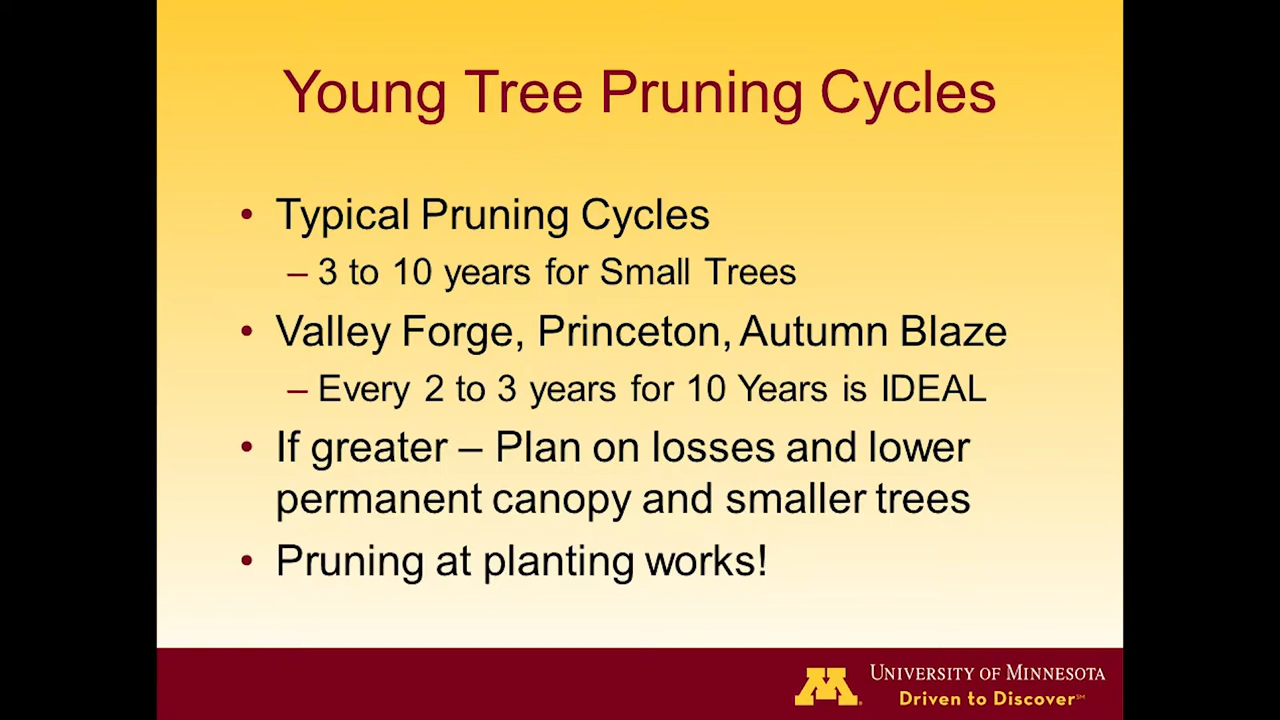 Young Tree Pruning Cycles
• Typical Pruning Cycles
– 3 to 10 years for Small Trees
• Valley Forge, Princeton, Autumn Blaze
– Every 2 to 3 years for 10 Years is IDEAL
• If greater – Plan on losses and lower
permanent canopy and smaller trees
• Pruning at planting works!
M
UNIVERSITY OF MINNESOTA
Driven to Discover℠